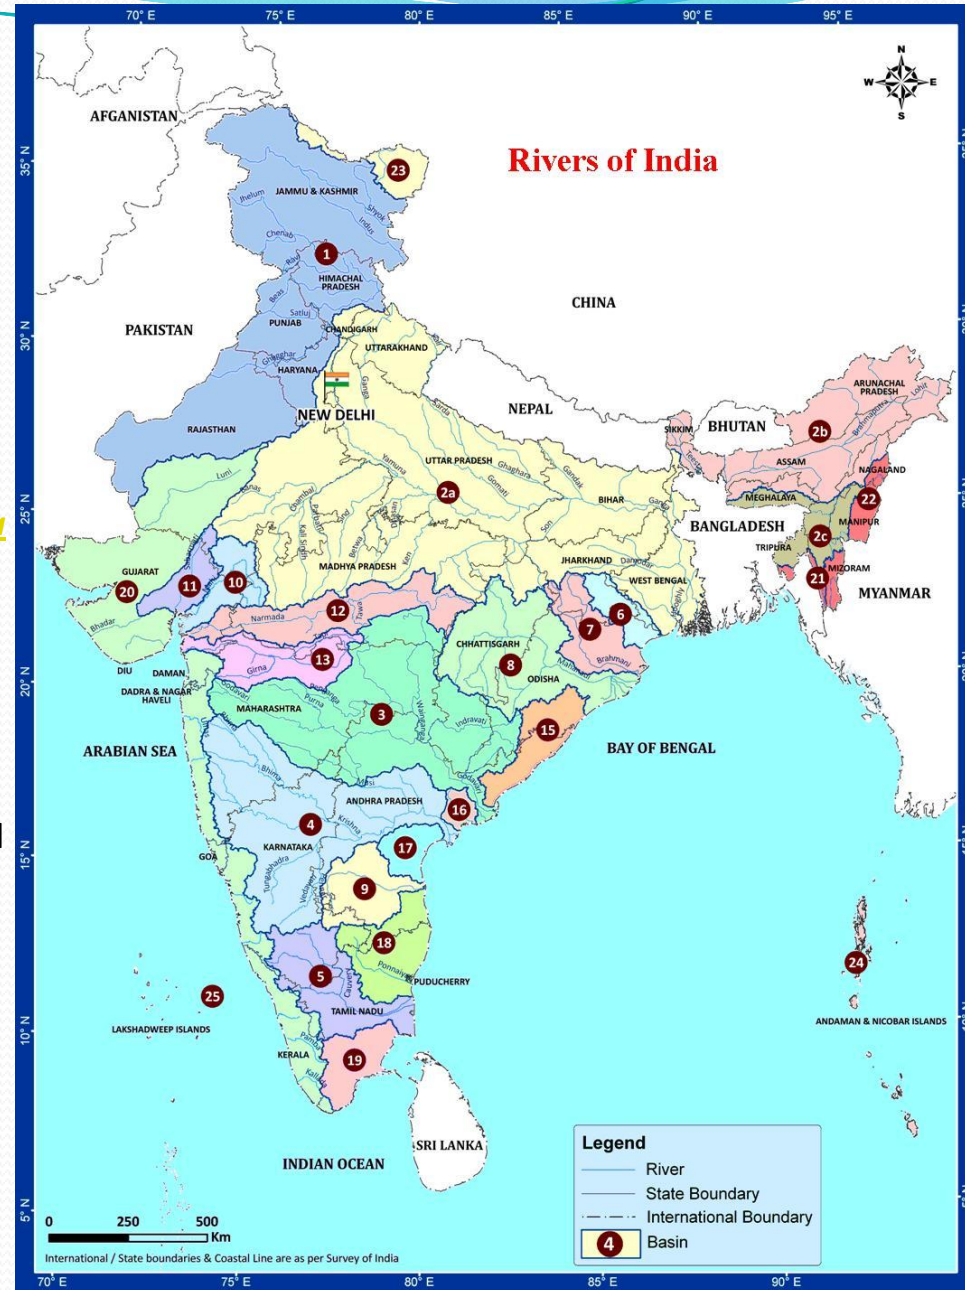 70° E
75° E
80° E
85° E
90° E
95° E
N
W
E
S
AFGANISTAN
Rivers of India
35° N
23
JAMMU & KASHMIR
Jhelum
Shyok
Indus
Chenab
Ravi
1
HIMACHAL
PRADESH
CHINA
Beas
Satluj
PUNJAB
CHANDIGARH
PAKISTAN
30° N
UTTARAKHAND
Ghagghar
HARYANA
Ganga
Sarda
NEW DELHI
NEPAL
ARUNACHAL
PRADESH
Lohit
Brahmaputra
2b
SIKKIM
BHUTAN
RAJASTHAN
Teesta
ASSAM
NAGALAND
Yamuna
UTTAR PRADESH
Ghaghara
Gandak
Luni
Banas
Chambal
2a
Gomati
BIHAR
Ganga
MEGHALAYA
22
25° N
Kali Sindh
Parbati
Sind
Betwa
Dhasan
Ken
Son
BANGLADESH
MANIPUR
2c
TRIPURA
MADHYA PRADESH
JHARKHAND
Damodar
WEST BENGAL
MIZORAM
21
MYANMAR
GUJARAT
20
11
10
12
Tawa
Narmada
Hooghly
6
7
Bhadar
CHHATTISGARH
8
Brahmani
Mahanadi
ODISHA
13
Girna
DIU
DAMAN
DADRA & NAGAR
HAVELI
20° N
Godavari
Purna
MAHARASHTRA
3
Wainganga
Indravati
15
ARABIAN SEA
BAY OF BENGAL
Bhima
Musi
Godavari
ANDHRA PRADESH
16
4
Krishna
KARNATAKA
17
GOA
15° N
Tungabhadra
Vedavati
9
18
Ponnaiyar
PUDUCHERRY
5
Cauvery
24
25
LAKSHADWEEP ISLANDS
TAMIL NADU
ANDAMAN & NICOBAR ISLANDS
10° N
KERALA
Pamba
19
Kallada
SRI LANKA
INDIAN OCEAN
Legend
River
State Boundary
International Boundary
4
Basin
5° N
0
250
500
Km
International / State boundaries & Coastal Line are as per Survey of India
70° E
75° E
80° E
85° E
90° E